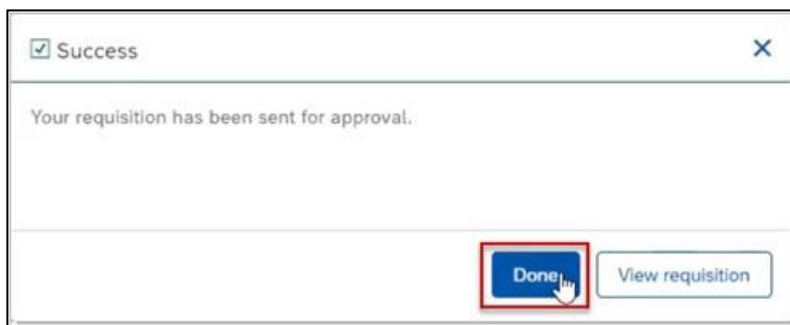 Success
Your requisition has been sent for approval.
Done
View requisition